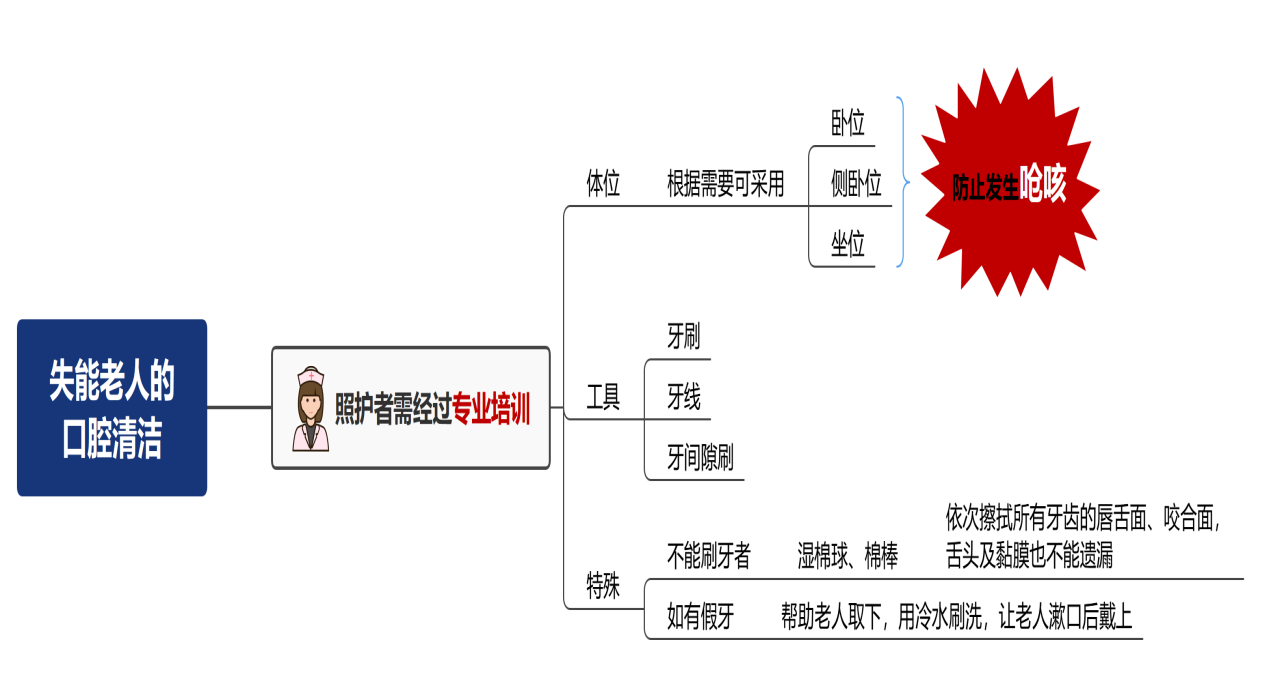 失能老人的
口腔清洁
照护者需经过专业培训
体位
根据需要可采用
卧位
侧卧位
坐位
防止发生呛咳
工具
牙刷
牙线
牙间隙刷
特殊
不能刷牙者
湿棉球、棉棒
依次擦拭所有牙齿的唇舌面、咬合面，
舌头及黏膜也不能遗漏
如有假牙
帮助老人取下，用冷水刷洗，让老人漱口后戴上